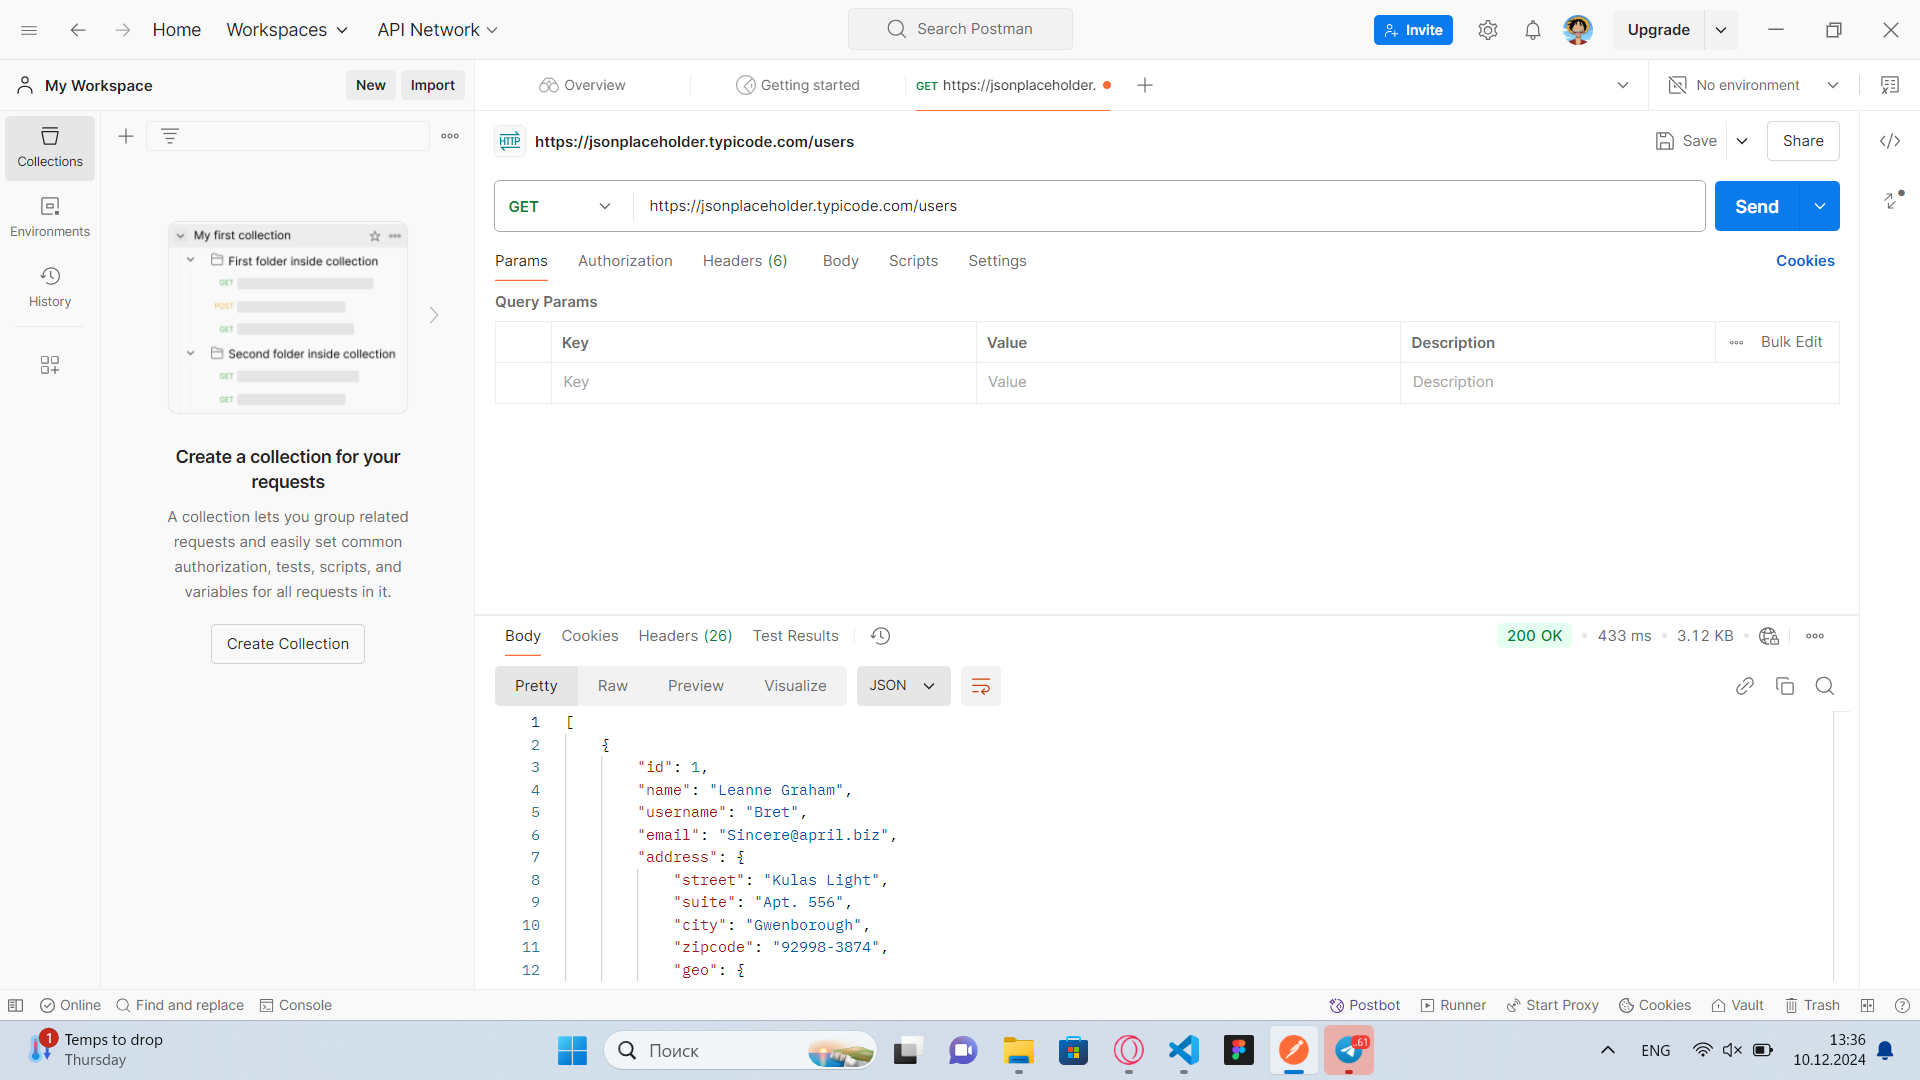 Home
Workspaces
API Network
Search Postman
Invite
Upgrade
My Workspace
New
Import
Overview
Getting started
GET https://jsonplaceholder.
No environment
Collections
Environments
History
My first collection
First folder inside collection
GET
POST
GET
Second folder inside collection
GET
GET
Create a collection for your
requests
A collection lets you group related
requests and easily set common
authorization, tests, scripts, and
variables for all requests in it.
Create Collection
HTTP
https://jsonplaceholder.typicode.com/users
Save
Share
GET
https://jsonplaceholder.typicode.com/users
Send
Params
Authorization
Headers (6)
Body
Scripts
Settings
Cookies
Query Params
Key
Value
Description
Bulk Edit
Key
Value
Description
Body
Cookies
Headers (26)
Test Results
200 OK
433 ms
3.12 KB
Pretty
Raw
Preview
Visualize
JSON
1 [
2 {
3 "id": 1,
4 "name": "Leanne Graham",
5 "username": "Bret",
6 "email": "Sincere@april.biz",
7 "address": {
8 "street": "Kulas Light",
9 "suite": "Apt. 556",
10 "city": "Gwenborough",
11 "zipcode": "92998-3874",
12 "geo": {
Online
Find and replace
Console
Postbot
Runner
Start Proxy
Cookies
Vault
Trash
1
Temps to drop
Thursday
Поиск
61
ENG
13:36
10.12.2024